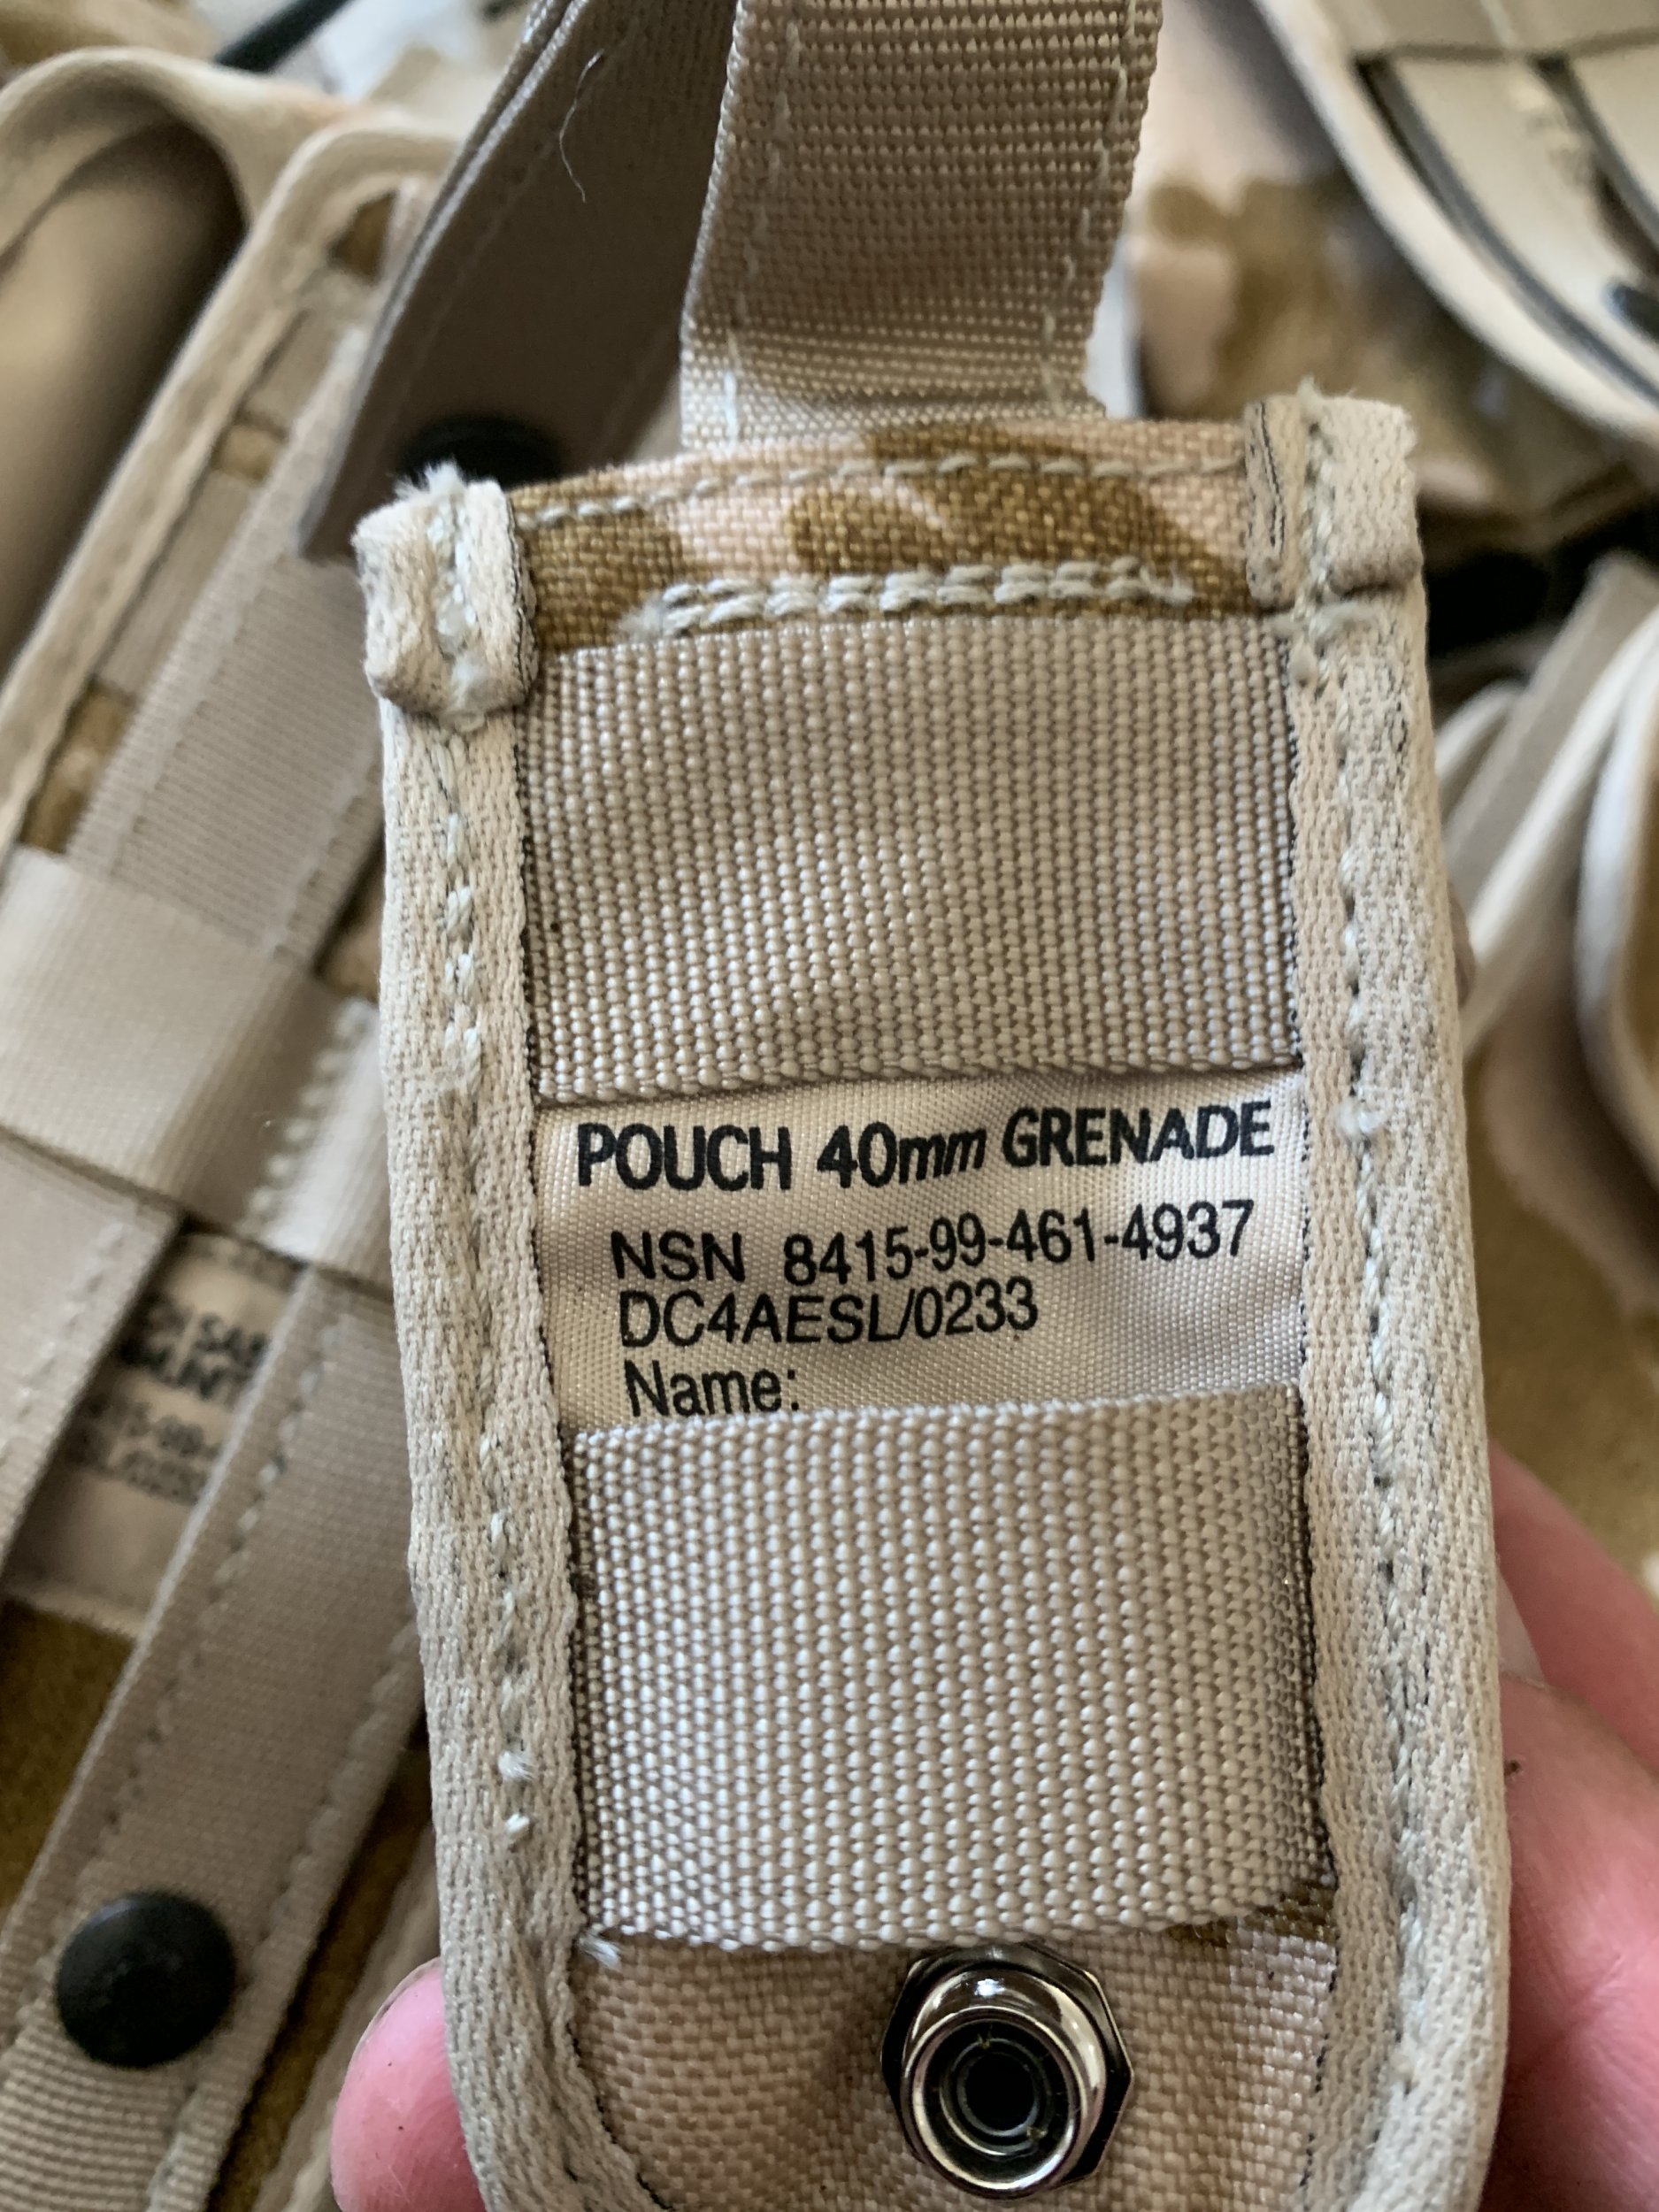 POUCH 40mm GRENADE
NSN 8415-99-461-4937
DC4AESL/0233
Name: